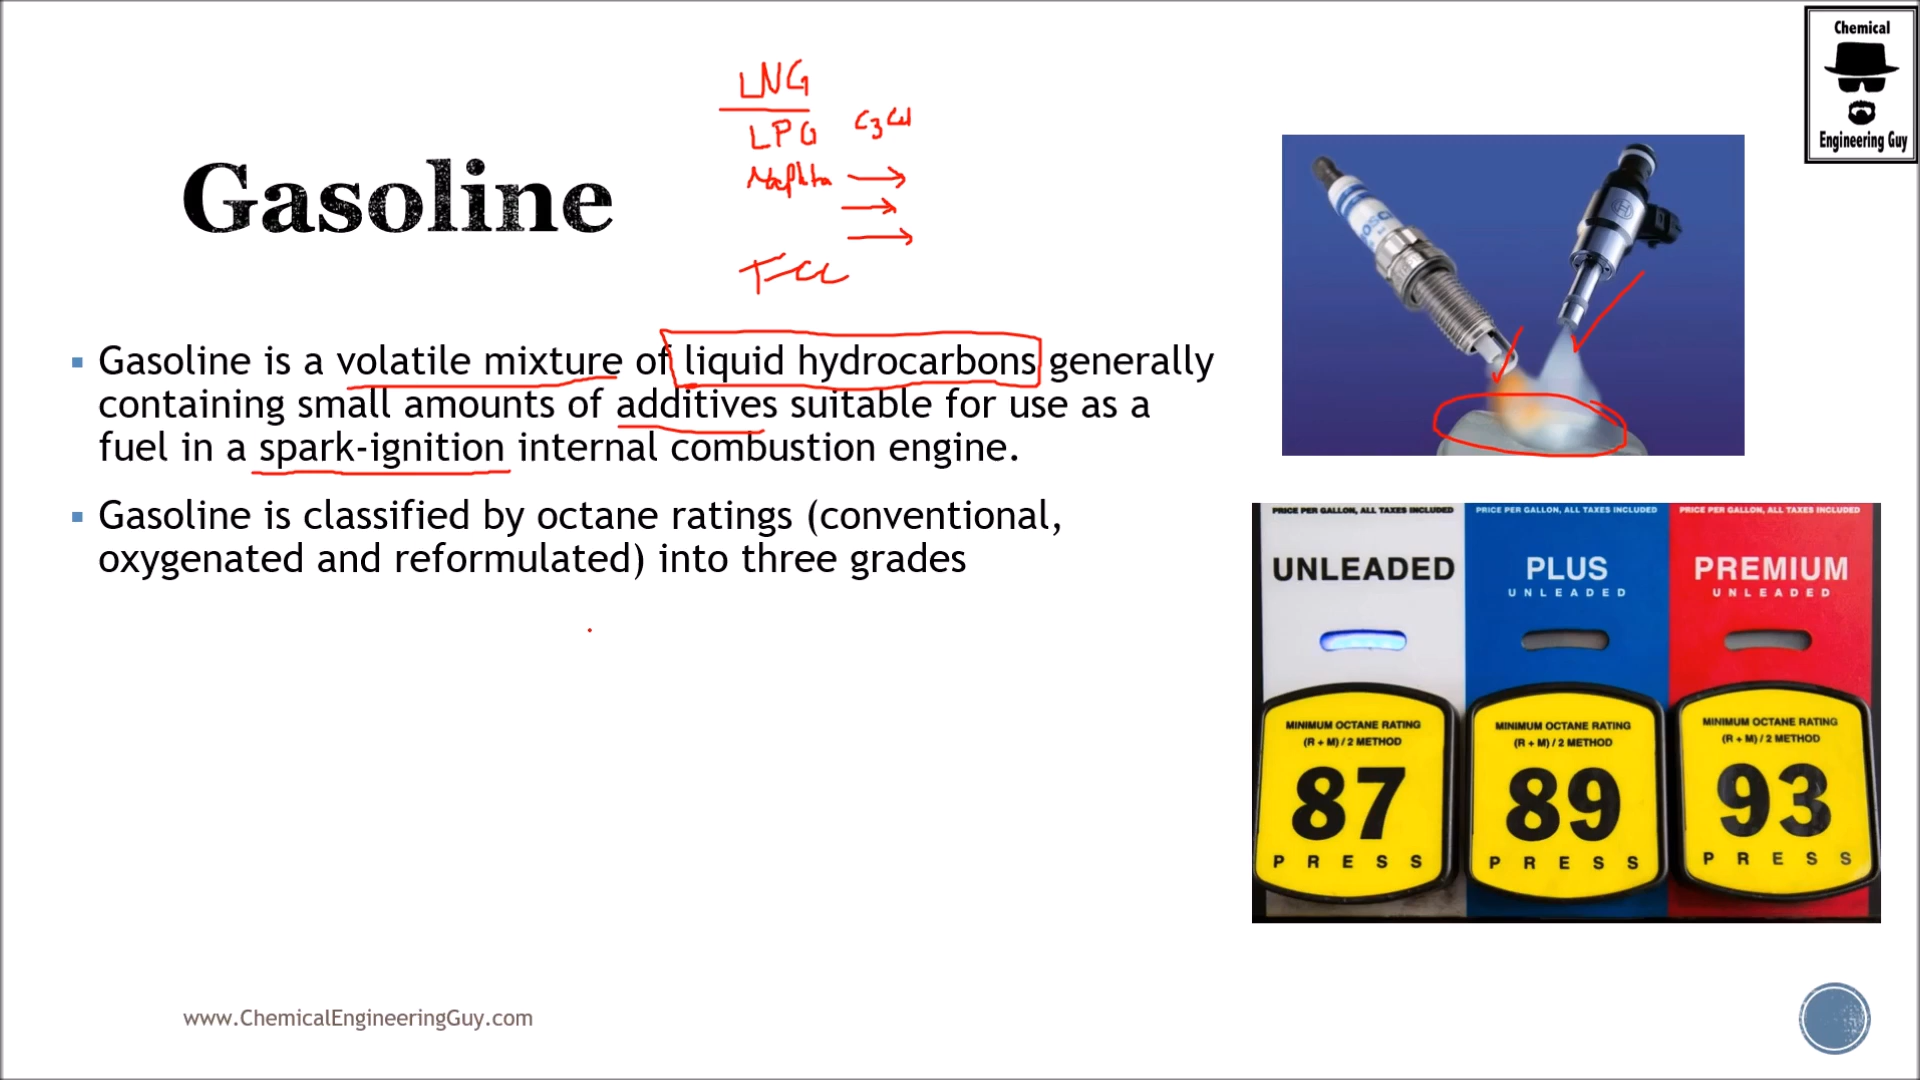 Chemical
Engineering Guy
LNG
LPG C3 C4
Naphta
Gasoline
Gasoline is a volatile mixture of liquid hydrocarbons generally
containing small amounts of additives suitable for use as a
fuel in a spark-ignition internal combustion engine.
Gasoline is classified by octane ratings (conventional,
oxygenated and reformulated) into three grades
PRICE PER GALLON, ALL TAXES INCLUDED
UNLEADED
MINIMUM OCTANE RATING
(R + M) / 2 METHOD
87
PRESS
PRICE PER GALLON, ALL TAXES INCLUDED
PLUS
UNLEADED
MINIMUM OCTANE RATING
(R + M) / 2 METHOD
89
PRESS
PRICE PER GALLON, ALL TAXES INCLUDED
PREMIUM
UNLEADED
MINIMUM OCTANE RATING
(R + M) / 2 METHOD
93
PRESS
www.ChemicalEngineeringGuy.com